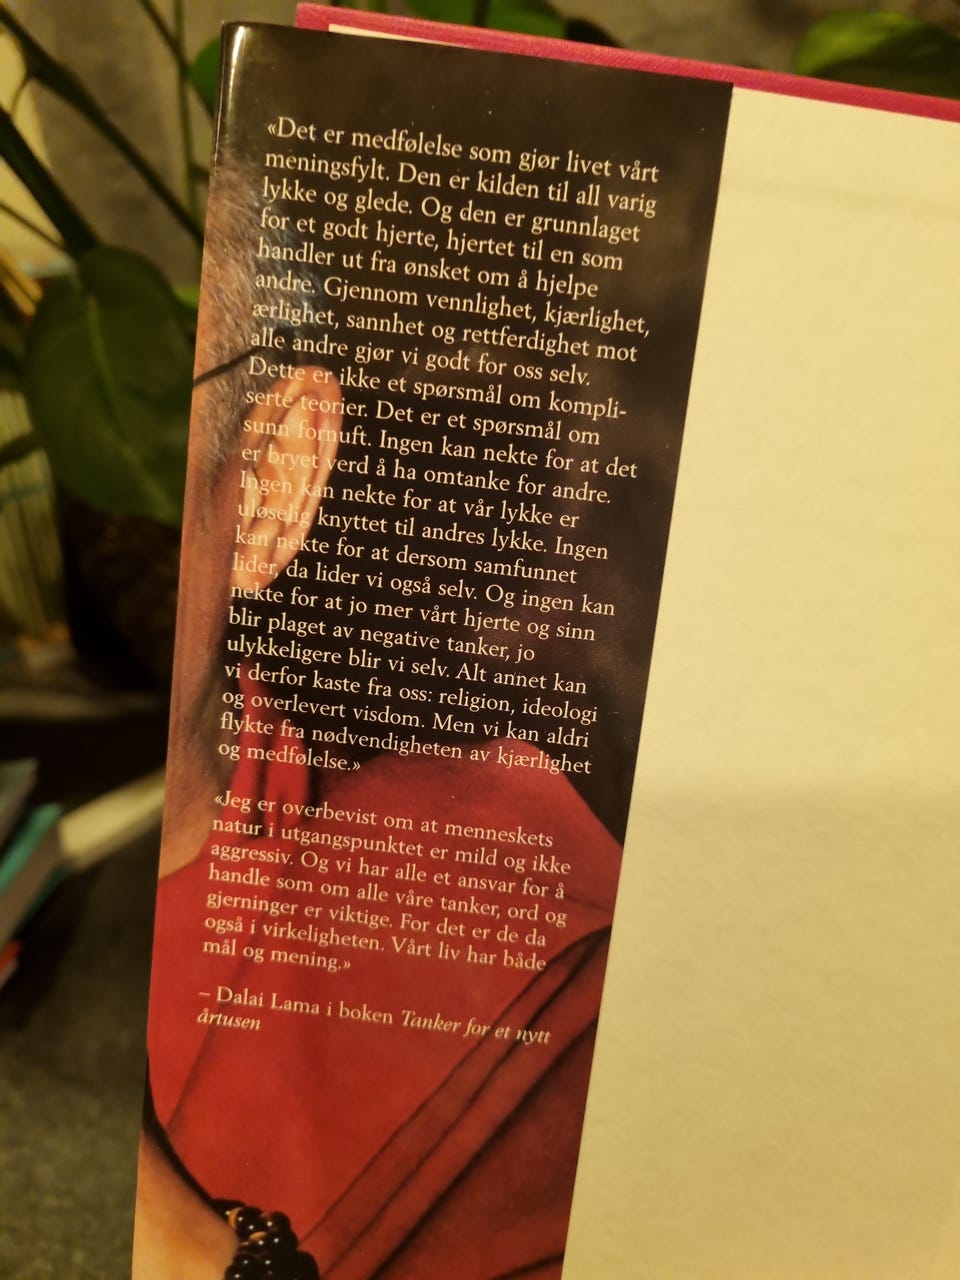 «Det er medfølelse som gjør livet vårt
meningsfylt. Den er kilden til all varig
lykke og glede. Og den er grunnlaget
for et godt hjerte, hjertet til en som
handler ut fra ønsket om å hjelpe
andre. Gjennom vennlighet, kjærlighet,
ærlighet, sannhet og rettferdighet mot
alle andre gjør vi godt for oss selv.
Dette er ikke et spørsmål om kompli-
serte teorier. Det er et spørsmål om
sunn fornuft. Ingen kan nekte for at det
er bryet verd å ha omtanke for andre.
Ingen kan nekte for at vår lykke er
uløselig knyttet til andres lykke. Ingen
kan nekte for at dersom samfunnet
lider, da lider vi også selv. Og ingen kan
nekte for at jo mer vårt hjerte og sinn
blir plaget av negative tanker, jo
ulykkeligere blir vi selv. Alt annet kan
vi derfor kaste fra oss: religion, ideologi
og overlevert visdom. Men vi kan aldri
flykte fra nødvendigheten av kjærlighet
og medfølelse.»
«Jeg er overbevist om at menneskets
natur i utgangspunktet er mild og ikke
aggressiv. Og vi har alle et ansvar for å
handle som om alle våre tanker, ord og
gjerninger er viktige. For det er de da
også i virkeligheten. Vårt liv har både
mål og mening.»
– Dalai Lama i boken Tanker for et nytt
årtusen